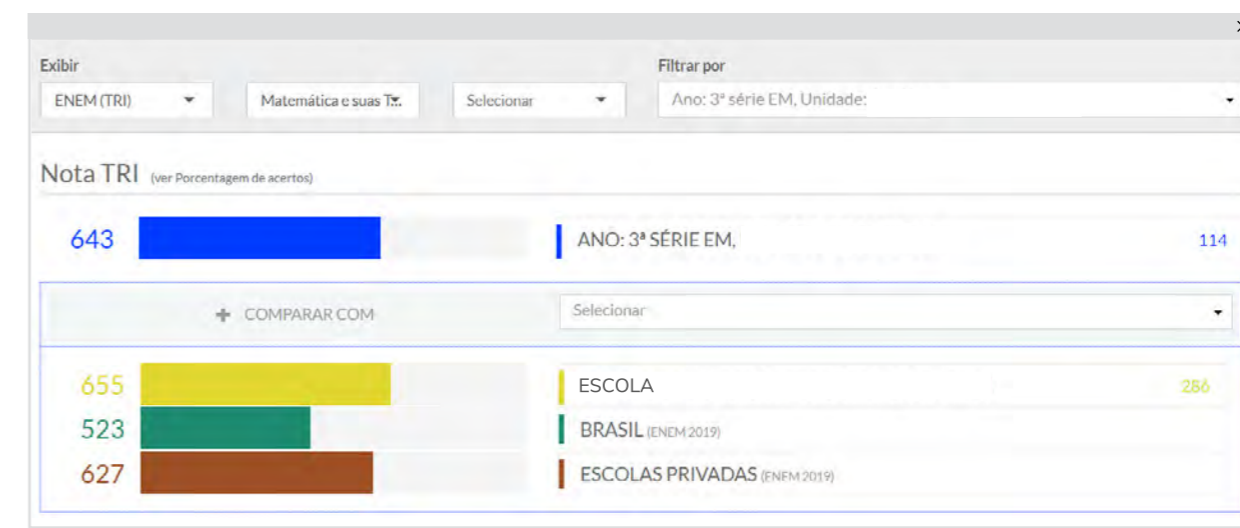 Exibir
Filtrar por
ENEM (TRI)
Matemática e suas T...
Selecionar
Ano: 3ª série EM, Unidade:
Nota TRI (ver Porcentagem de acertos)
643
ANO: 3ª SÉRIE EM,
114
+ COMPARAR COM
Selecionar
655
ESCOLA
286
523
BRASIL (ENEM 2019)
627
ESCOLAS PRIVADAS (ENEM 2019)